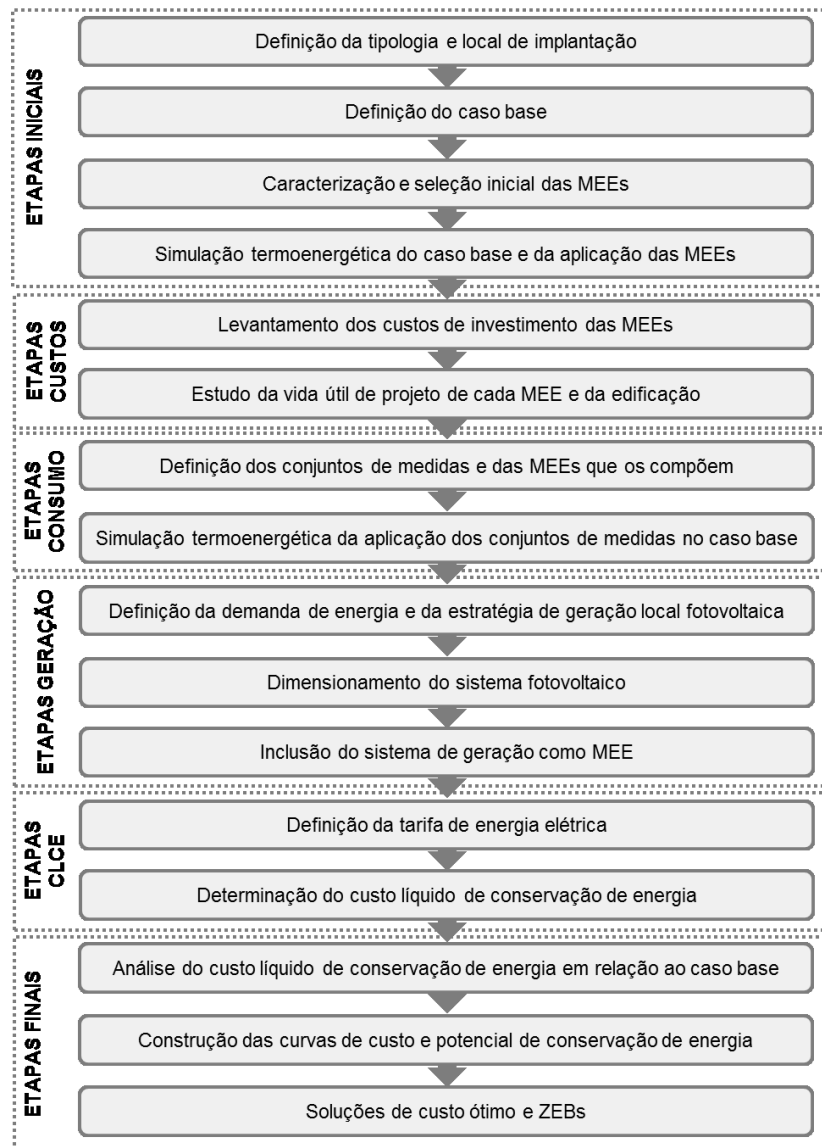 ETAPAS INICIAIS
Definição da tipologia e local de implantação
Definição do caso base
Caracterização e seleção inicial das MEEs
Simulação termoenergética do caso base e da aplicação das MEEs
ETAPAS
CUSTOS
Levantamento dos custos de investimento das MEEs
Estudo da vida útil de projeto de cada MEE e da edificação
ETAPAS
CONSUMO
Definição dos conjuntos de medidas e das MEEs que os compõem
Simulação termoenergética da aplicação dos conjuntos de medidas no caso base
ETAPAS GERAÇÃO
Definição da demanda de energia e da estratégia de geração local fotovoltaica
Dimensionamento do sistema fotovoltaico
Inclusão do sistema de geração como MEE
ETAPAS
CLCE
Definição da tarifa de energia elétrica
Determinação do custo líquido de conservação de energia
ETAPAS FINAIS
Análise do custo líquido de conservação de energia em relação ao caso base
Construção das curvas de custo e potencial de conservação de energia
Soluções de custo ótimo e ZEBs